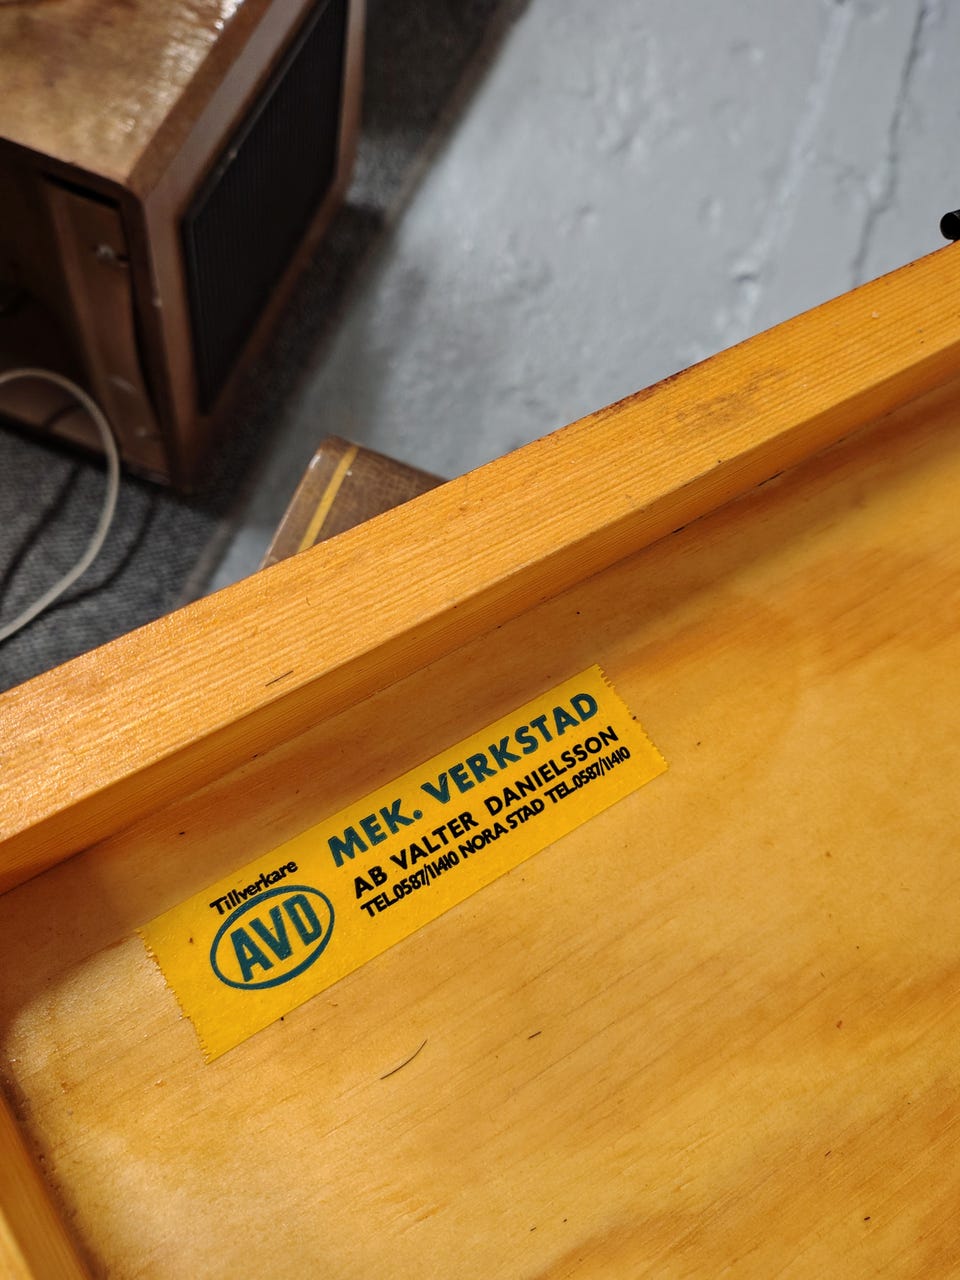 Tillverkare
AVD
MEK. VERKSTAD
AB VALTER DANIELSSON
TEL.0587/11410 NORA STAD TEL.0587/11410